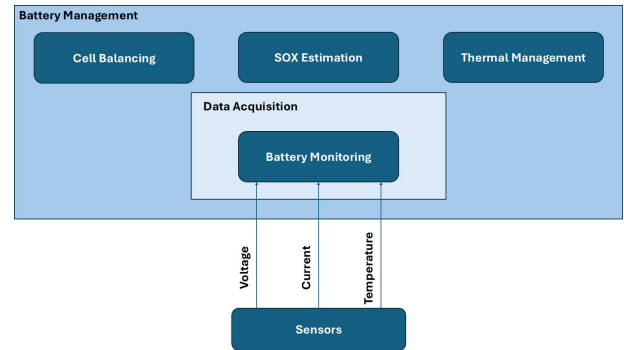 Battery Management
Cell Balancing
SOX Estimation
Thermal Management
Data Acquisition
Battery Monitoring
Voltage
Current
Temperature
Sensors